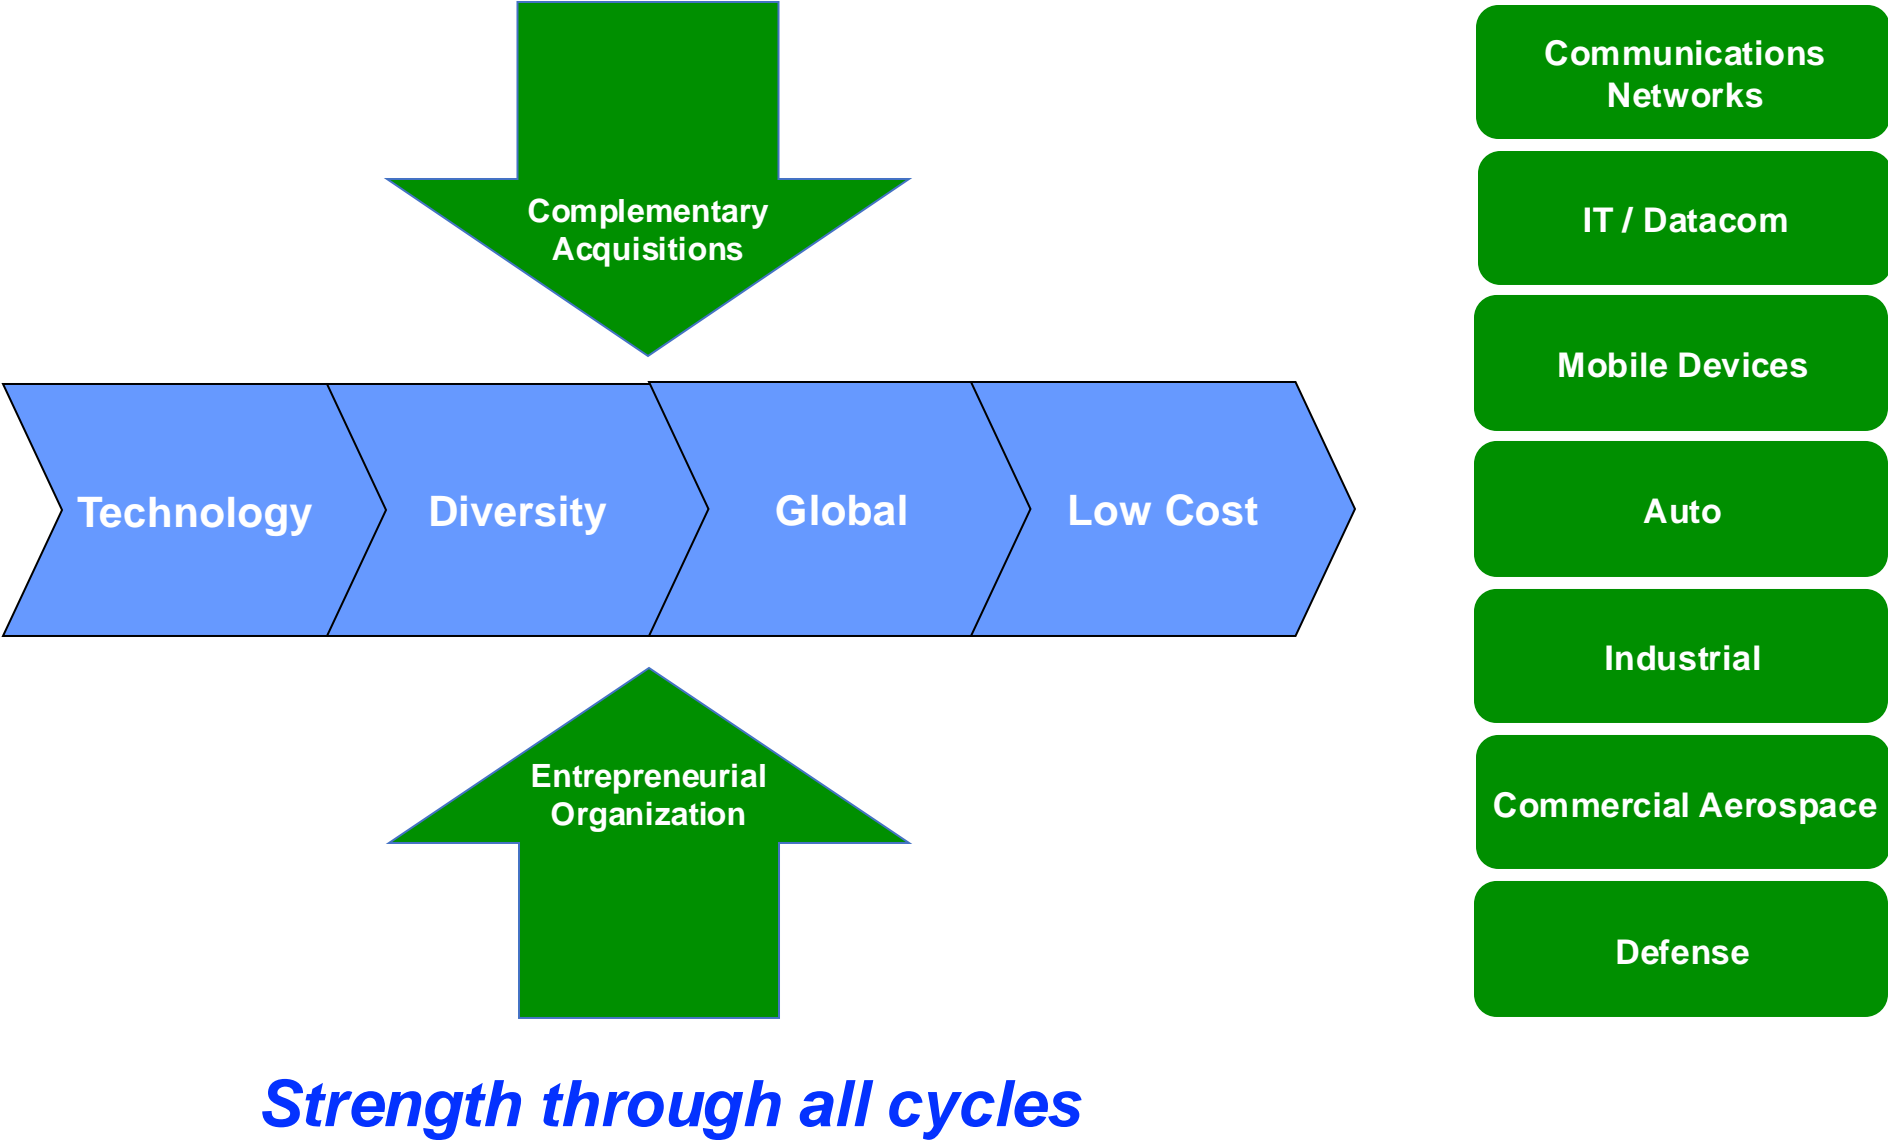 Complementary
Acquisitions
Technology
Diversity
Global
Low Cost
Entrepreneurial
Organization
Strength through all cycles
Communications
Networks
IT / Datacom
Mobile Devices
Auto
Industrial
Commercial Aerospace
Defense